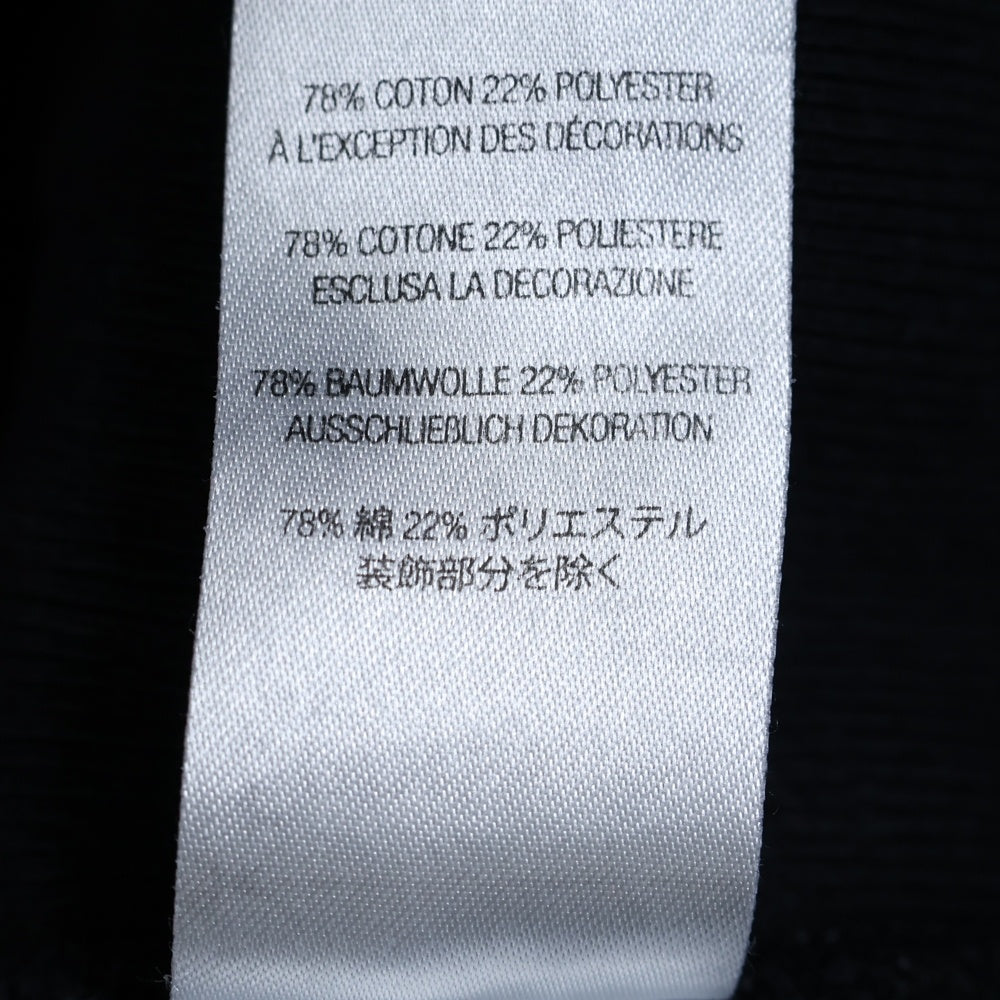 78% COTON 22% POLYESTER
À L'EXCEPTION DES DÉCORATIONS
78% COTONE 22% POLIESTERE
ESCLUSA LA DECORAZIONE
78% BAUMWOLLE 22% POLYESTER
AUSSCHLIEßLICH DEKORATION
78% 綿 22% ポリエステル
装飾部分を除く